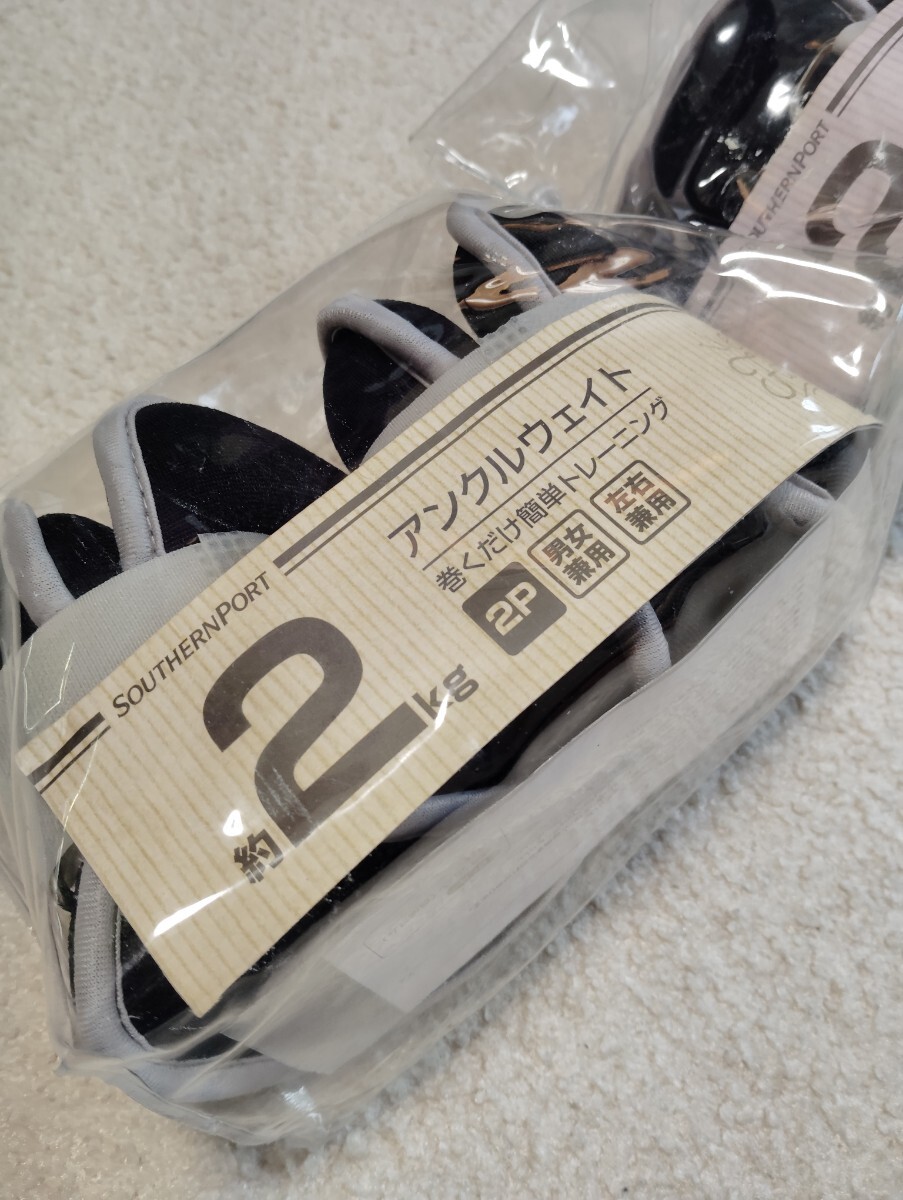 SOUTHERNPORT
約2kg
アンクルウェイト
巻くだけ簡単トレーニング
2P
男女
兼用
左右
兼用
SOUTHERNPORT